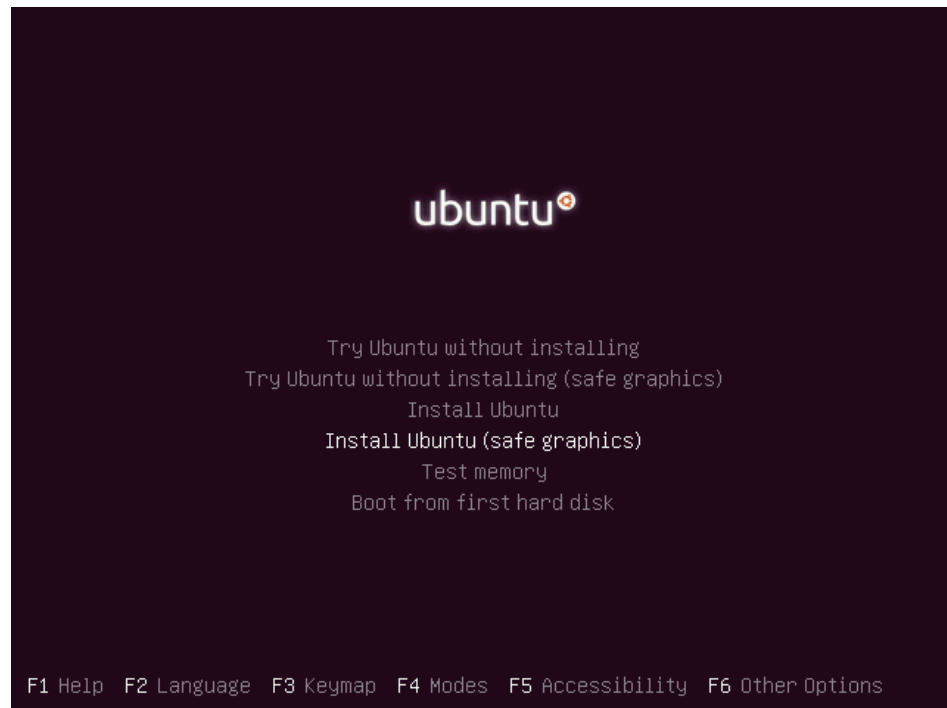 ubuntu
Try Ubuntu without installing
Try Ubuntu without installing (safe graphics)
Install Ubuntu
Install Ubuntu (safe graphics)
Test memory
Boot from first hard disk
F1 Help F2 Language F3 Keymap F4 Modes F5 Accessibility F6 Other Options